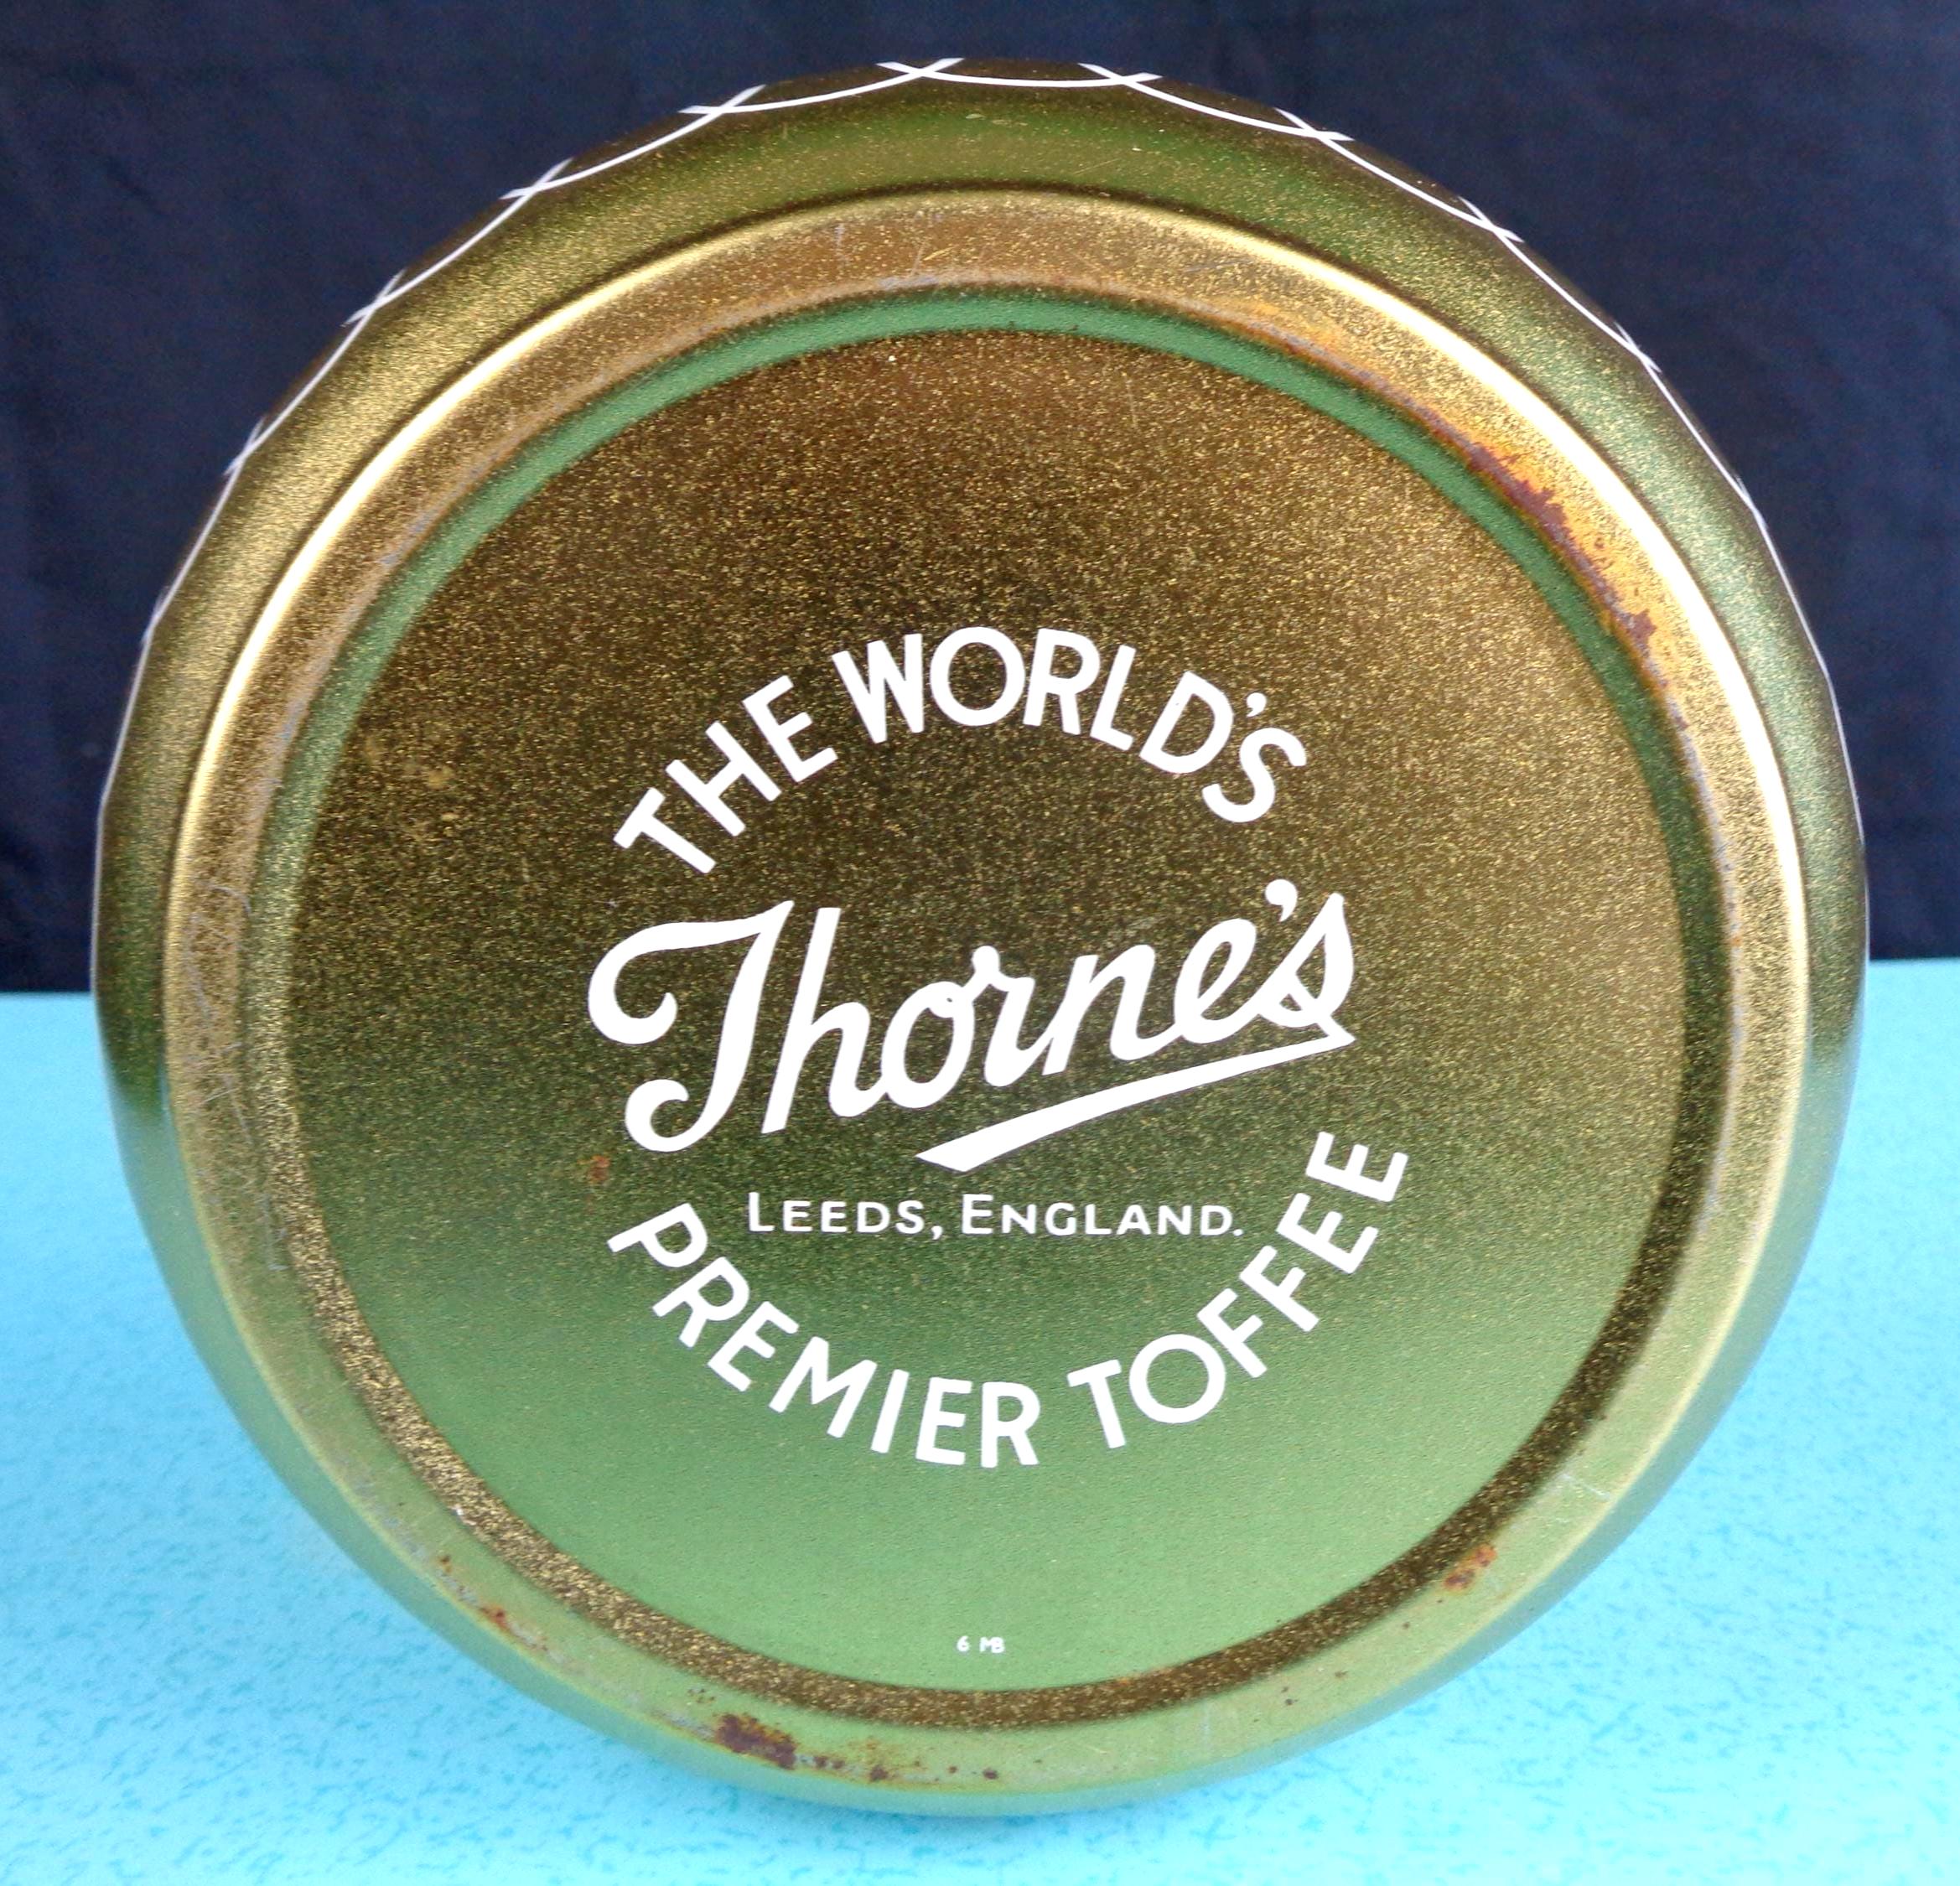 THE WORLD'S
Thorne's
LEEDS, ENGLAND.
PREMIER TOFFEE
6 MB